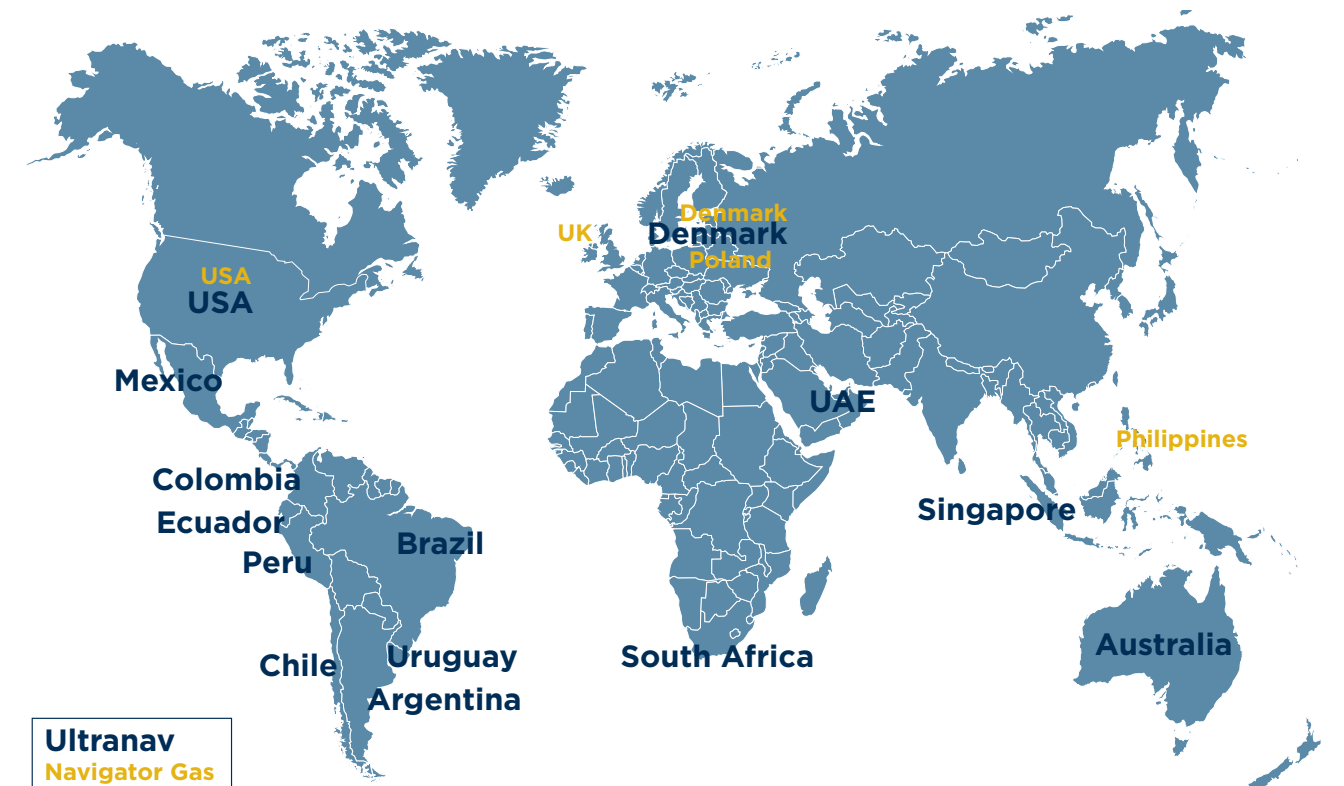 Denmark
UK
Denmark
Poland
USA
USA
Mexico
UAE
Philippines
Colombia
Singapore
Ecuador
Brazil
Peru
Australia
Uruguay
South Africa
Chile
Argentina
Ultranav
Navigator Gas